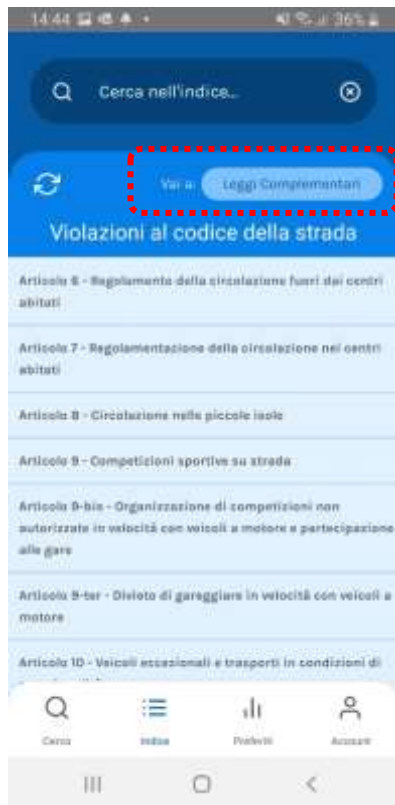 14:44
36%
Cerca nell'indice...
Vai a: Leggi Complementari
Violazioni al codice della strada
Articolo 6 - Regolamento della circolazione fuori dai centri
abitati
Articolo 7 - Regolamentazione della circolazione nei centri
abitati
Articolo 8 - Circolazione nelle piccole isole
Articolo 9 - Competizioni sportive su strada
Articolo 9-bis - Organizzazione di competizioni non
autorizzate in velocità con veicoli a motore e partecipazione
alle gare
Articolo 9-ter - Divieto di gareggiare in velocità con veicoli a
motore
Articolo 10 - Veicoli eccezionali e trasporti in condizioni di
Cerca
Indice
Preferiti
Account